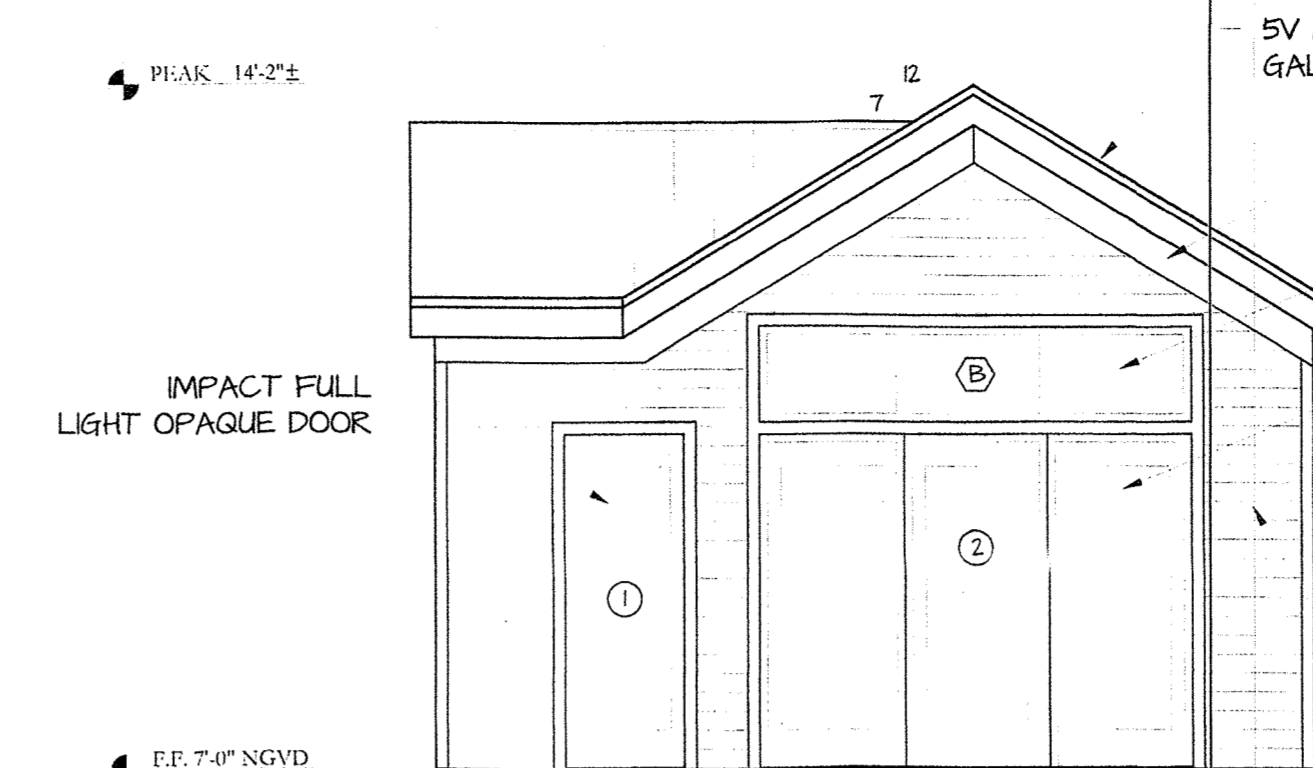 5V
GAL
PEAK 14'-2"±
12
7
IMPACT FULL
LIGHT OPAQUE DOOR
B
2
1
F.F. 7'-0" NGVD